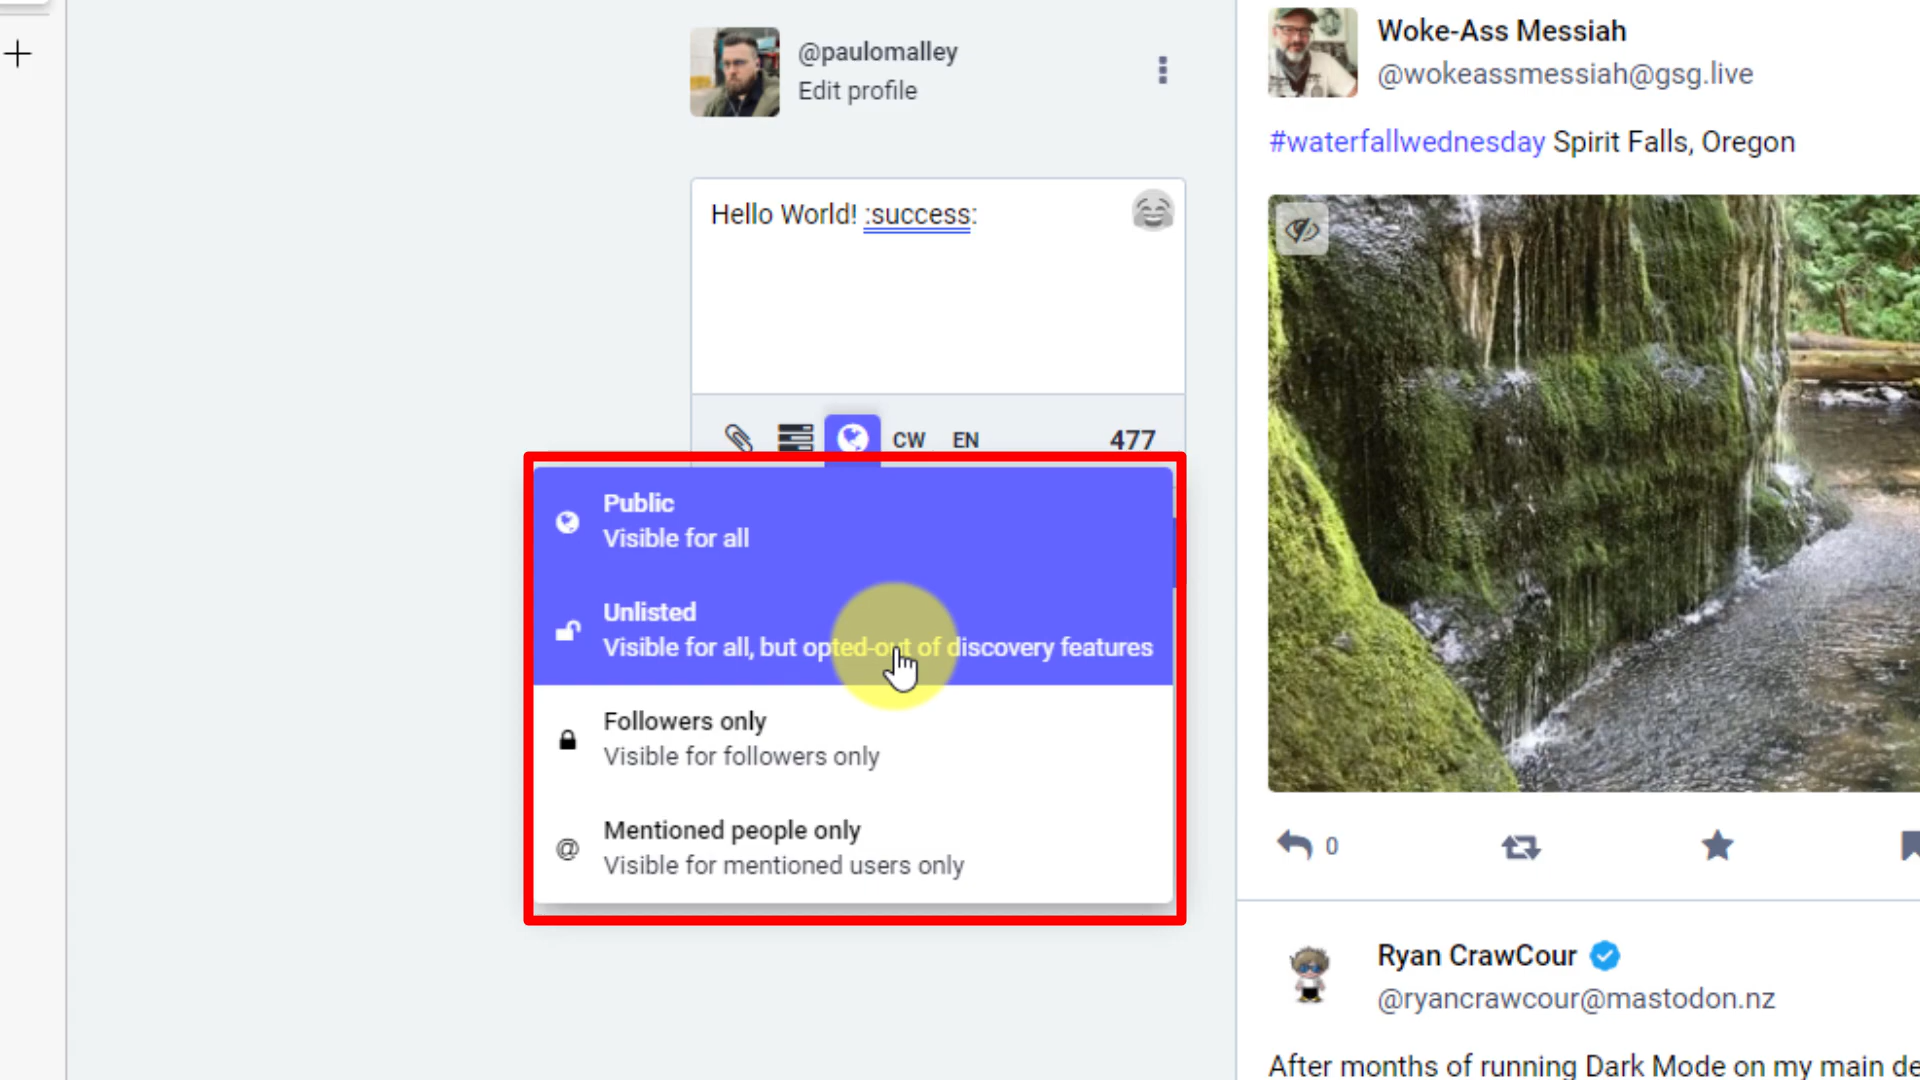 @paulomalley
Edit profile
Hello World! :success:
CW EN 477
Public
Visible for all
Unlisted
Visible for all, but opted-out of discovery features
Followers only
Visible for followers only
@ Mentioned people only
Visible for mentioned users only
Woke-Ass Messiah
@wokeassmessiah@gsg.live
#waterfallwednesday Spirit Falls, Oregon
0
Ryan CrawCour
@ryancrawcour@mastodon.nz
After months of running Dark Mode on my main